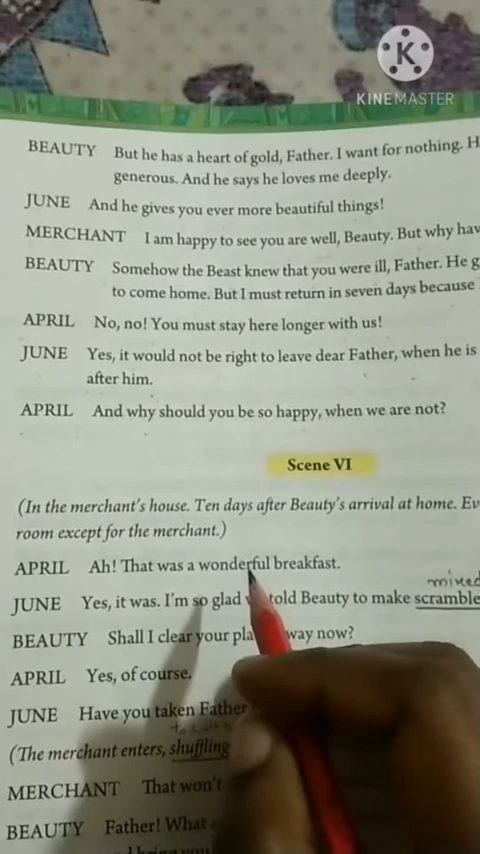 K
KINEMASTER
BEAUTY But he has a heart of gold, Father. I want for nothing. H
generous. And he says he loves me deeply.
JUNE And he gives you ever more beautiful things!
MERCHANT I am happy to see you are well, Beauty. But why hav
BEAUTY Somehow the Beast knew that you were ill, Father. He g
to come home. But I must return in seven days because
APRIL No, no! You must stay here longer with us!
JUNE Yes, it would not be right to leave dear Father, when he is
after him.
APRIL And why should you be so happy, when we are not?
Scene VI
(In the merchant's house. Ten days after Beauty's arrival at home. Ev
room except for the merchant.)
APRIL Ah! That was a wonderful breakfast.
mixed
JUNE Yes, it was. I'm so glad told Beauty to make scramble
BEAUTY Shall I clear your pla way now?
APRIL Yes, of course.
JUNE Have you taken Father
(The merchant enters, shuffling
MERCHANT That won't
BEAUTY Father! What